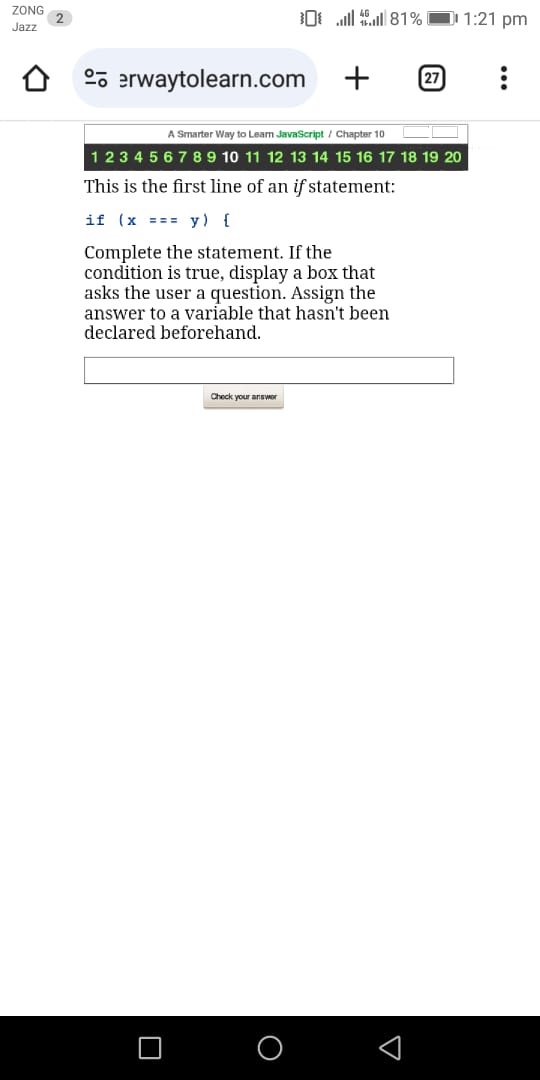 ZONG
Jazz
2
4G
81%
1:21 pm
erwaytolearn.com
27
A Smarter Way to Learn JavaScript / Chapter 10
1 2 3 4 5 6 7 8 9 10 11 12 13 14 15 16 17 18 19 20
This is the first line of an if statement:
if (x === y) {
Complete the statement. If the
condition is true, display a box that
asks the user a question. Assign the
answer to a variable that hasn't been
declared beforehand.
Check your answer